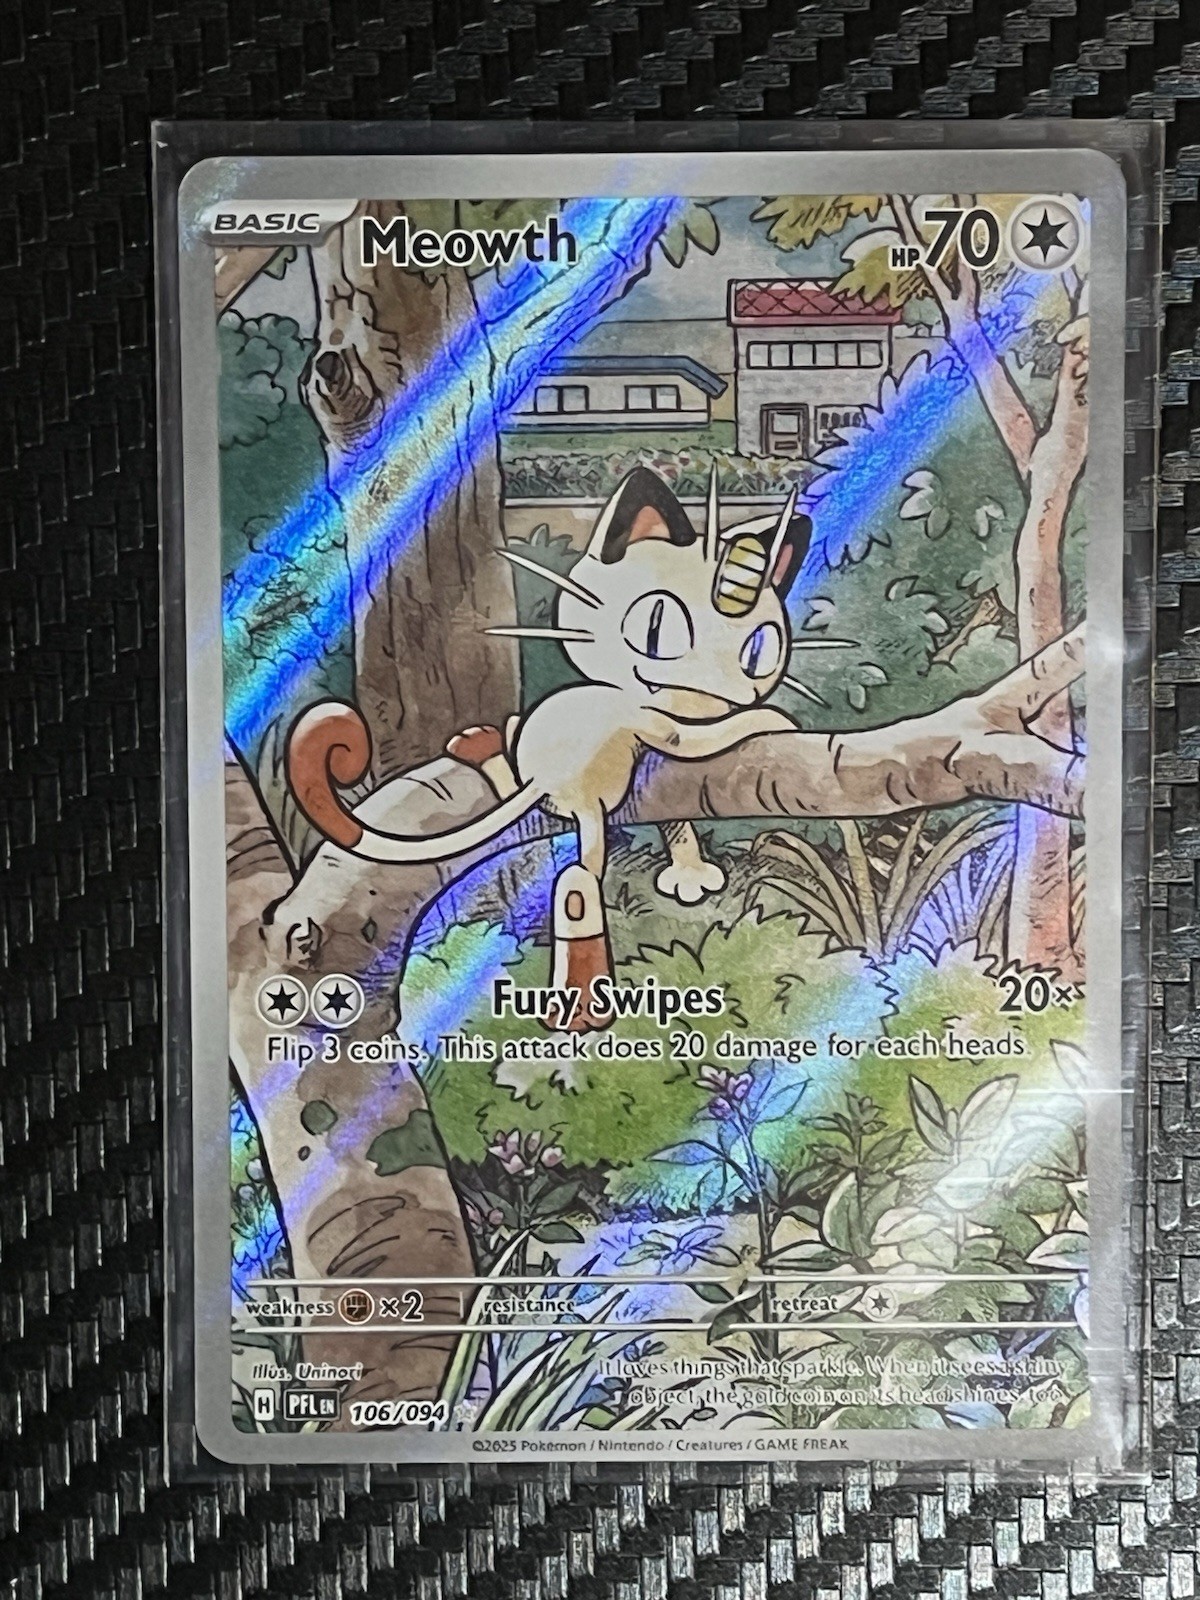 BASIC Meowth HP 70
Fury Swipes 20×
Flip 3 coins. This attack does 20 damage for each heads.
weakness ×2 resistance retreat
Illus. Uninori
It loves things that sparkle. When it sees a shiny
object, the gold coin on its head shines, too.
H PFL EN 106/094
©2025 Pokémon / Nintendo / Creatures / GAME FREAK